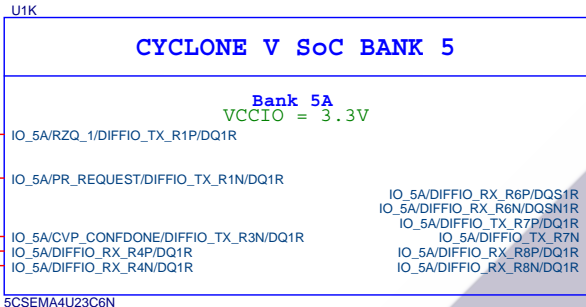 U1K
CYCLONE V SoC BANK 5
Bank 5A
VCCIO = 3.3V
IO_5A/RZQ_1/DIFFIO_TX_R1P/DQ1R
IO_5A/PR_REQUEST/DIFFIO_TX_R1N/DQ1R
IO_5A/CVP_CONFDONE/DIFFIO_TX_R3N/DQ1R
IO_5A/DIFFIO_RX_R4P/DQ1R
IO_5A/DIFFIO_RX_R4N/DQ1R
IO_5A/DIFFIO_RX_R6P/DQS1R
IO_5A/DIFFIO_RX_R6N/DQSN1R
IO_5A/DIFFIO_TX_R7P/DQ1R
IO_5A/DIFFIO_TX_R7N
IO_5A/DIFFIO_RX_R8P/DQ1R
IO_5A/DIFFIO_RX_R8N/DQ1R
5CSEMA4U23C6N